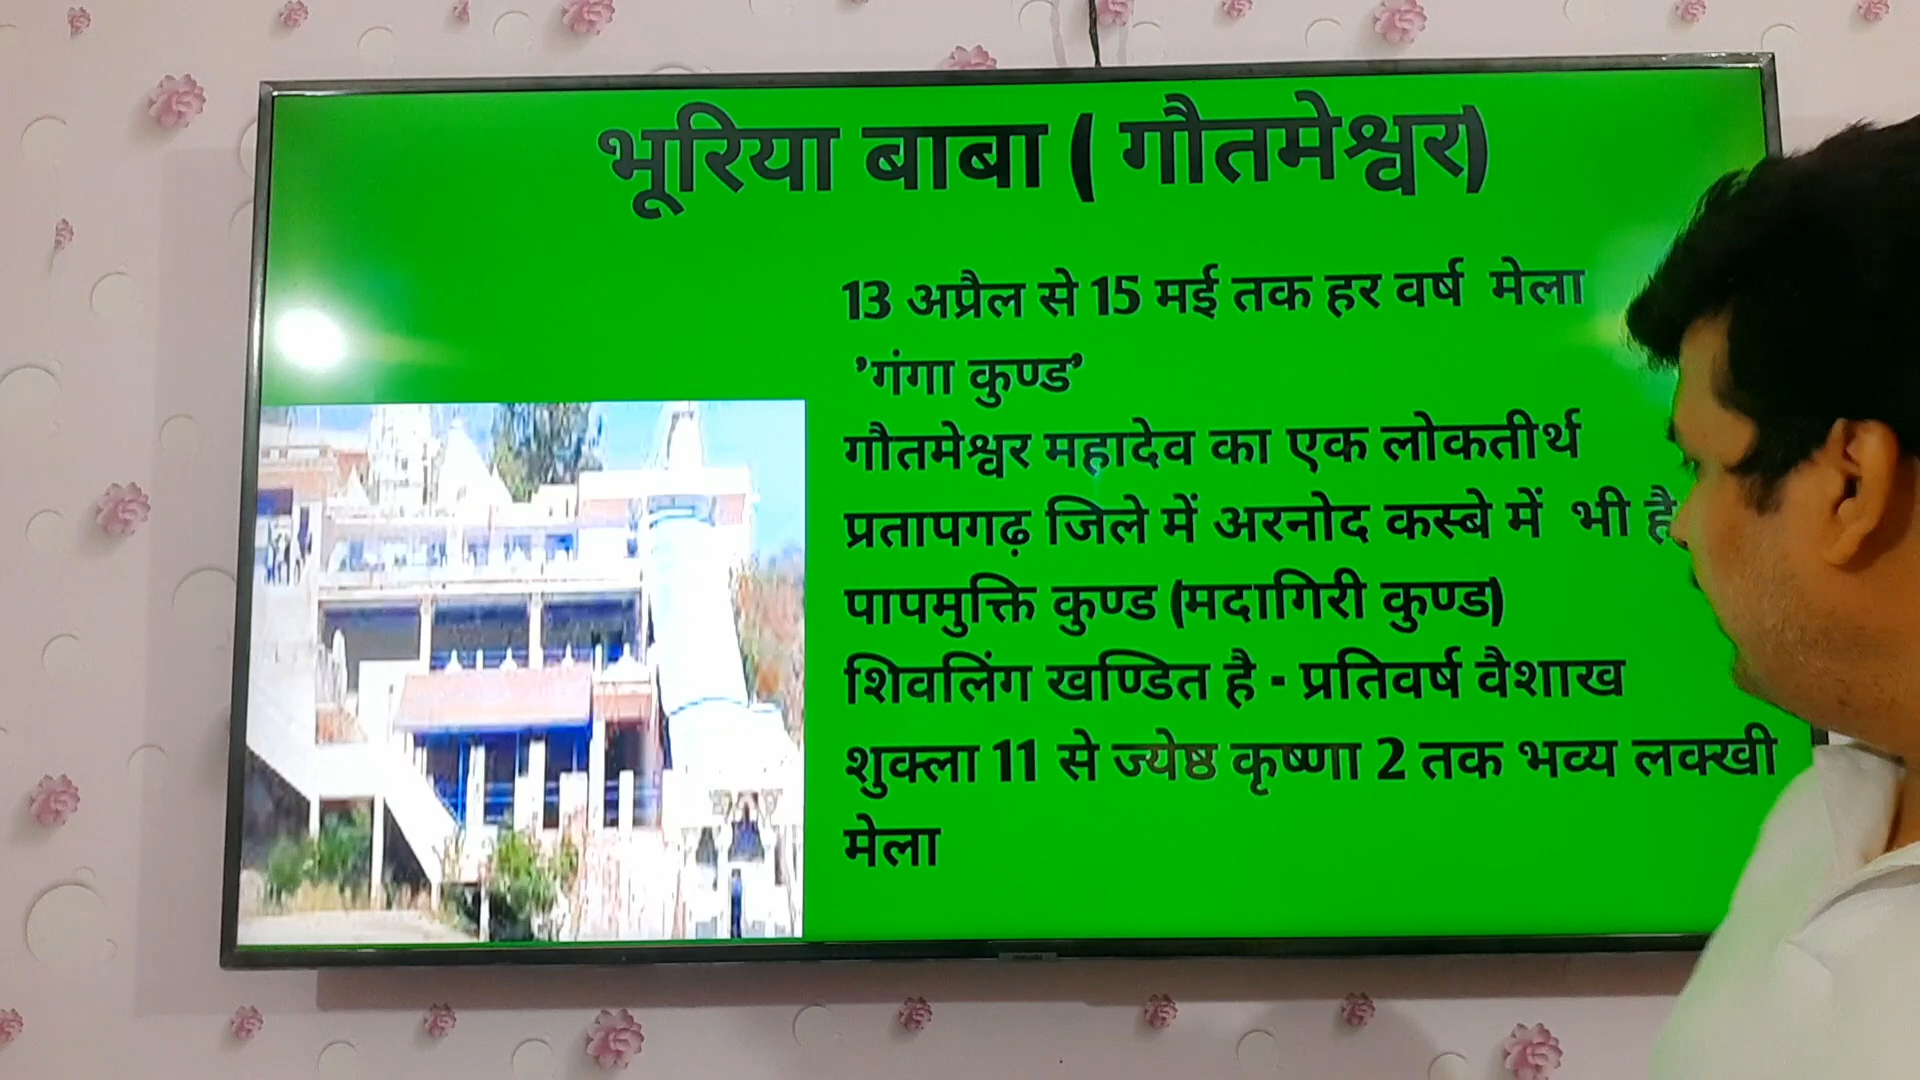 भूरिया बाबा ( गौतमेश्वर)
13 अप्रैल से 15 मई तक हर वर्ष मेला
’गंगा कुण्ड’
गौतमेश्वर महादेव का एक लोकतीर्थ
प्रतापगढ़ जिले में अरनोद कस्बे में भी है
पापमुक्ति कुण्ड (मदागिरी कुण्ड)
शिवलिंग खण्डित है - प्रतिवर्ष वैशाख
शुक्ला 11 से ज्येष्ठ कृष्णा 2 तक भव्य लक्खी
मेला